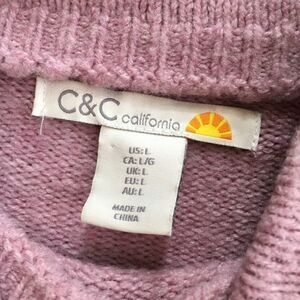 C&C california
US: L
CA: L/G
UK: L
EU: L
AU: L
MADE IN
CHINA